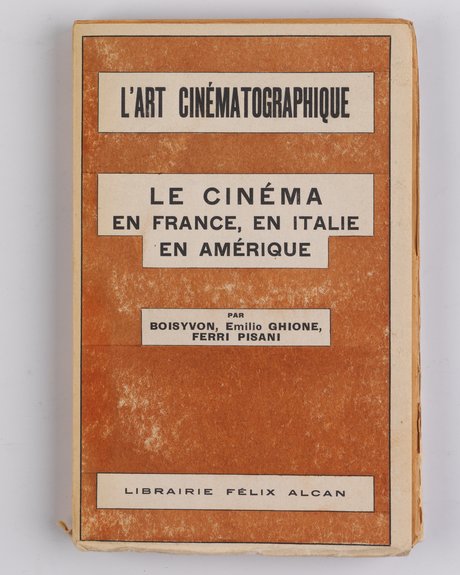 L'ART CINÉMATOGRAPHIQUE
LE CINÉMA
EN FRANCE, EN ITALIE
EN AMÉRIQUE
PAR
BOISYVON, Emilio GHIONE,
FERRI PISANI
LIBRAIRIE FÉLIX ALCAN